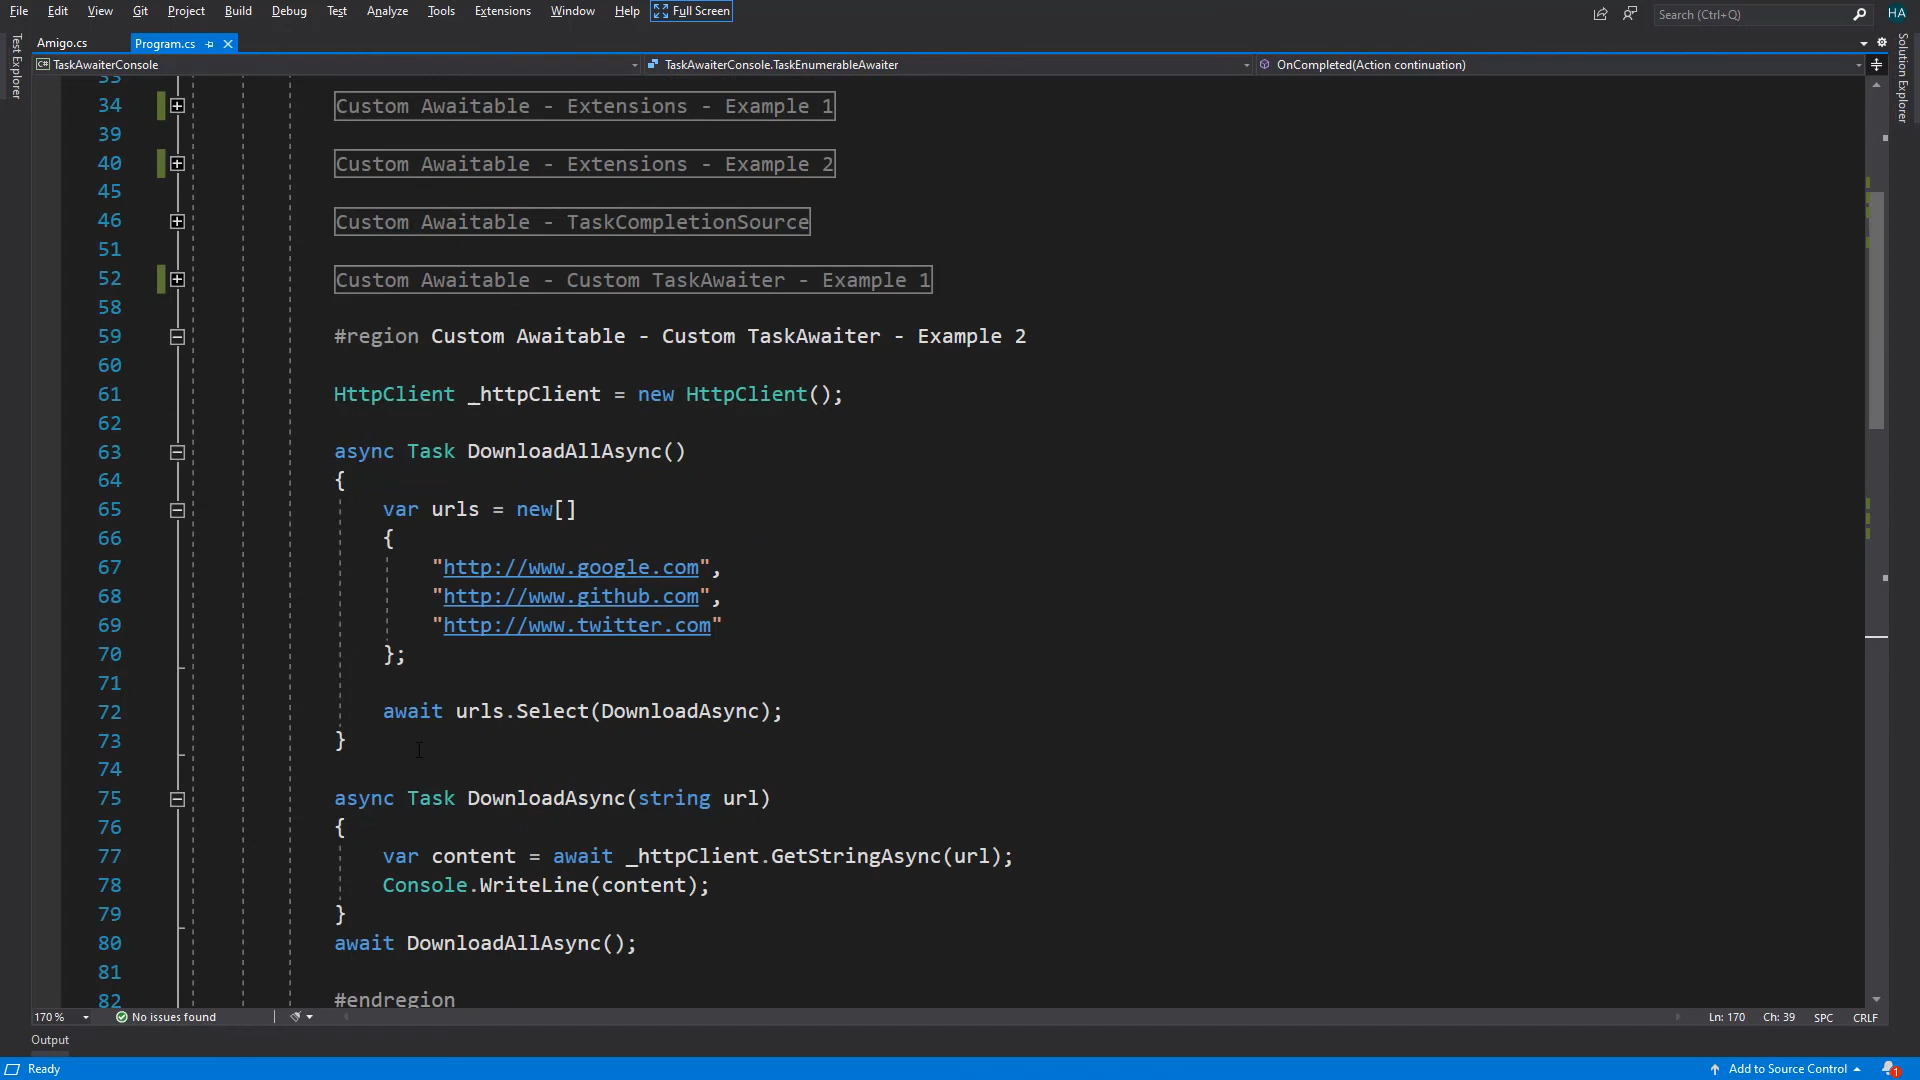 File Edit View Git Project Build Debug Test Analyze Tools Extensions Window Help Full Screen Search (Ctrl+Q) HA
Amigo.cs Program.cs
Test Explorer
Solution Explorer
C# TaskAwaiterConsole TaskAwaiterConsole.TaskEnumerableAwaiter OnCompleted(Action continuation)
33
34 Custom Awaitable - Extensions - Example 1
39
40 Custom Awaitable - Extensions - Example 2
45
46 Custom Awaitable - TaskCompletionSource
51
52 Custom Awaitable - Custom TaskAwaiter - Example 1
58
59 #region Custom Awaitable - Custom TaskAwaiter - Example 2
60
61 HttpClient _httpClient = new HttpClient();
62
63 async Task DownloadAllAsync()
64 {
65 var urls = new[]
66 {
67 "http://www.google.com",
68 "http://www.github.com",
69 "http://www.twitter.com"
70 };
71
72 await urls.Select(DownloadAsync);
73 }
74
75 async Task DownloadAsync(string url)
76 {
77 var content = await _httpClient.GetStringAsync(url);
78 Console.WriteLine(content);
79 }
80 await DownloadAllAsync();
81
82 #endregion
170 % No issues found Ln: 170 Ch: 39 SPC CRLF
Output
Ready Add to Source Control 1